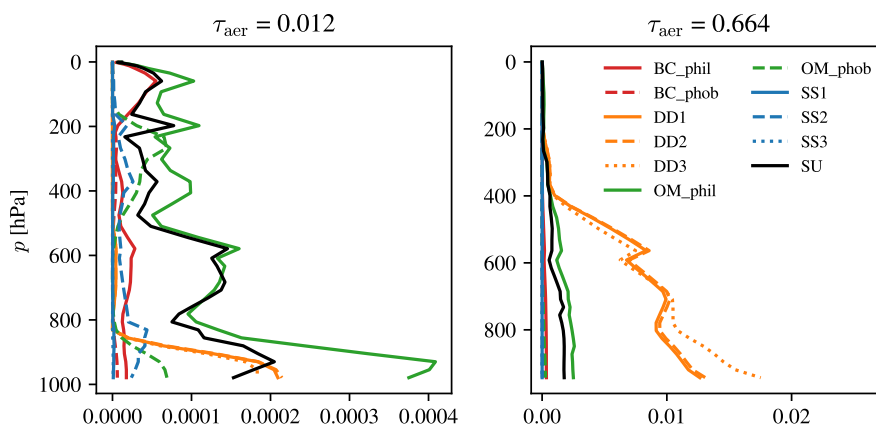 τaer = 0.012
τaer = 0.664
p [hPa]
0
200
400
600
800
1000
0.0000
0.0001
0.0002
0.0003
0.0004
0
200
400
600
800
0.00
0.01
0.02
BC_phil
BC_phob
DD1
DD2
DD3
OM_phil
OM_phob
SS1
SS2
SS3
SU